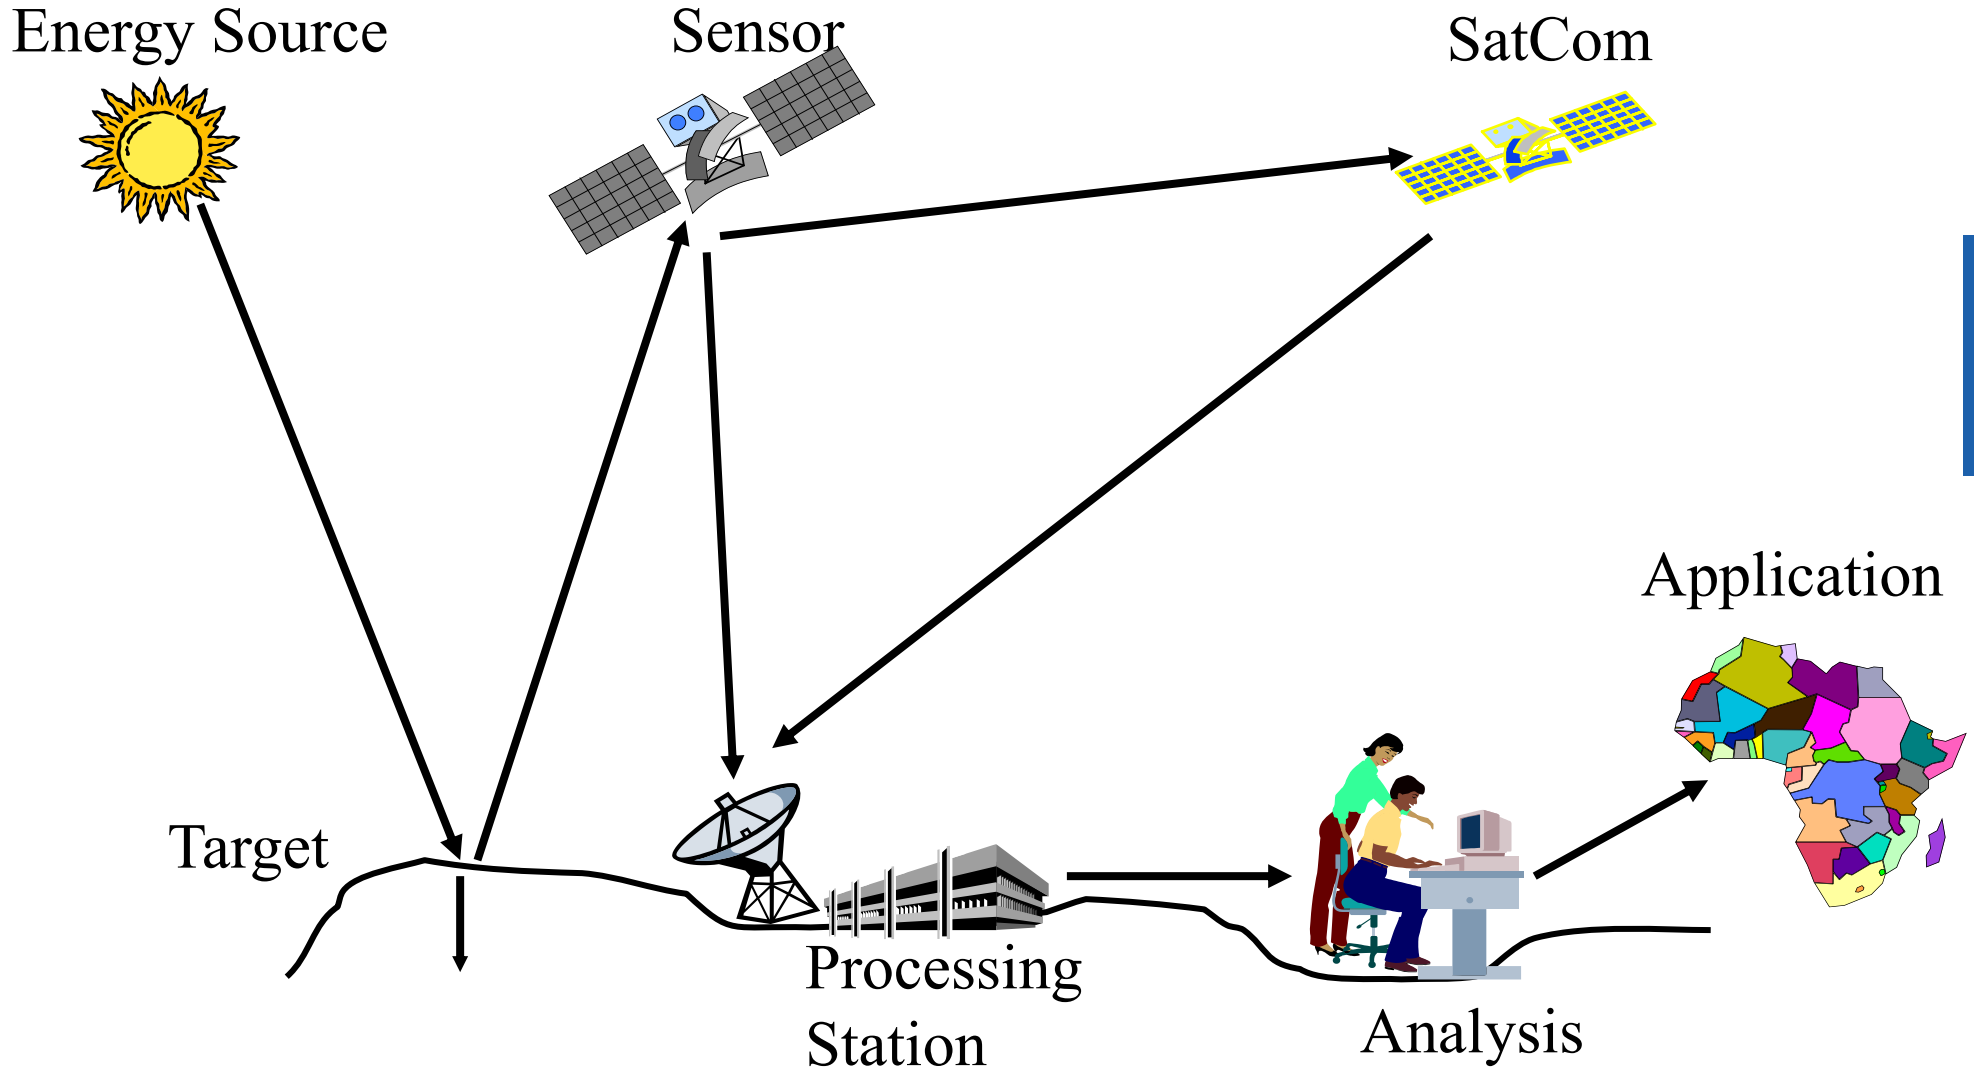 Energy Source
Sensor
SatCom
Application
Target
Processing
Station
Analysis